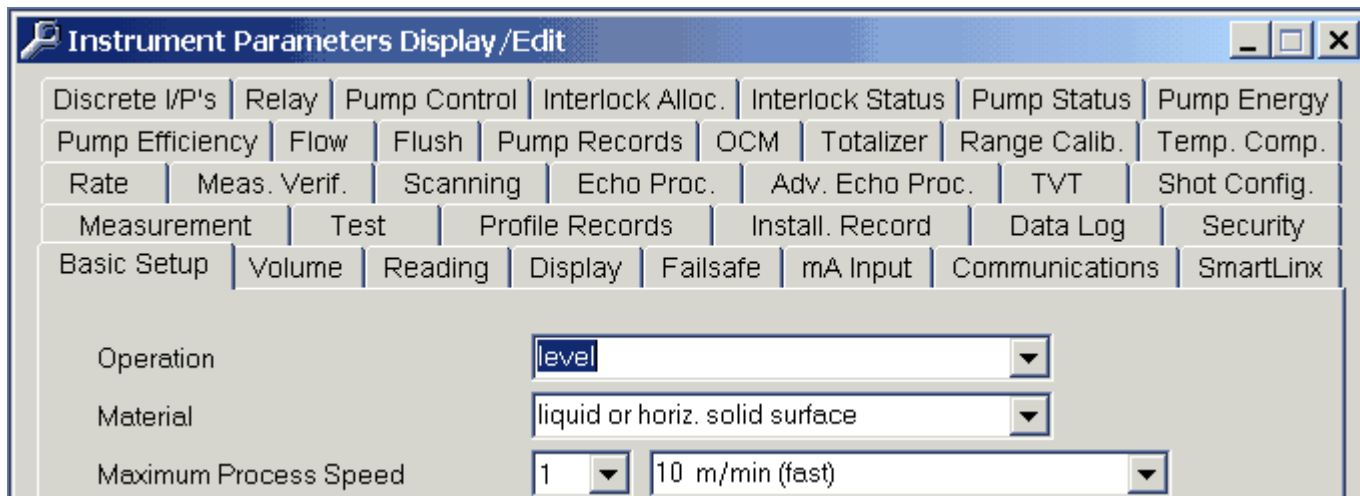 Instrument Parameters Display/Edit
Discrete I/P's Relay Pump Control Interlock Alloc. Interlock Status Pump Status Pump Energy
Pump Efficiency Flow Flush Pump Records OCM Totalizer Range Calib. Temp. Comp.
Rate Meas. Verif. Scanning Echo Proc. Adv. Echo Proc. TVT Shot Config.
Measurement Test Profile Records Install. Record Data Log Security
Basic Setup Volume Reading Display Failsafe mA Input Communications SmartLinx
Operation level
Material liquid or horiz. solid surface
Maximum Process Speed 1 10 m/min (fast)